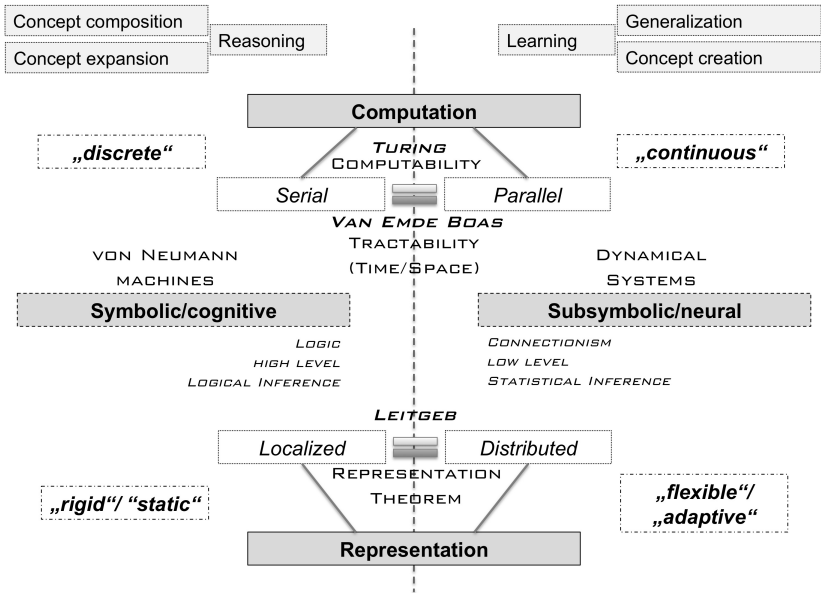 Concept composition
Concept expansion
Reasoning
Learning
Generalization
Concept creation
Computation
„discrete“
TURING
COMPUTABILITY
„continuous“
Serial
Parallel
VAN EMDE BOAS
TRACTABILITY
(TIME/SPACE)
VON NEUMANN
MACHINES
DYNAMICAL
SYSTEMS
Symbolic/cognitive
Subsymbolic/neural
LOGIC
HIGH LEVEL
LOGICAL INFERENCE
CONNECTIONISM
LOW LEVEL
STATISTICAL INFERENCE
LEITGEB
Localized
Distributed
REPRESENTATION
THEOREM
„rigid“/ “static“
„flexible“/
„adaptive“
Representation